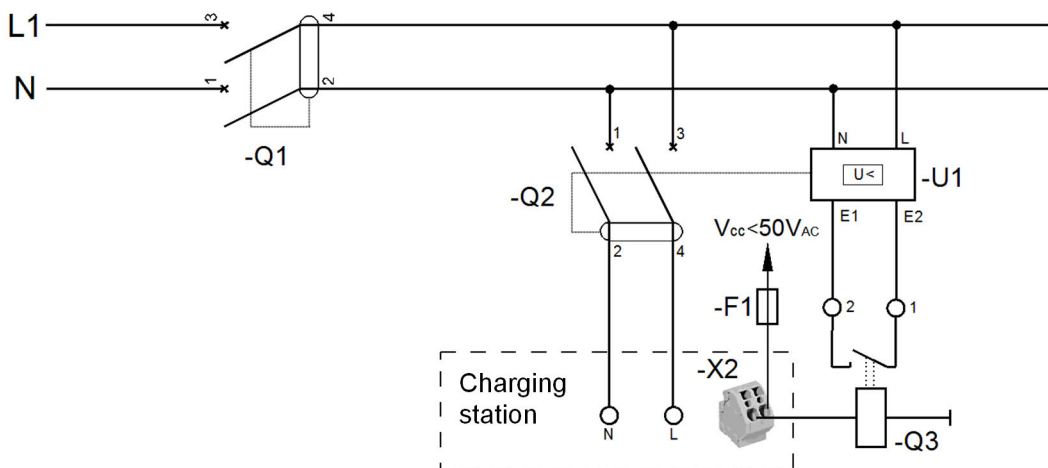 L1
3
4
N
1
2
-Q1
1
3
N
L
U<
-U1
-Q2
E1
E2
2
4
Vcc<50VAC
-F1
2
1
-X2
Charging
station
N
L
-Q3